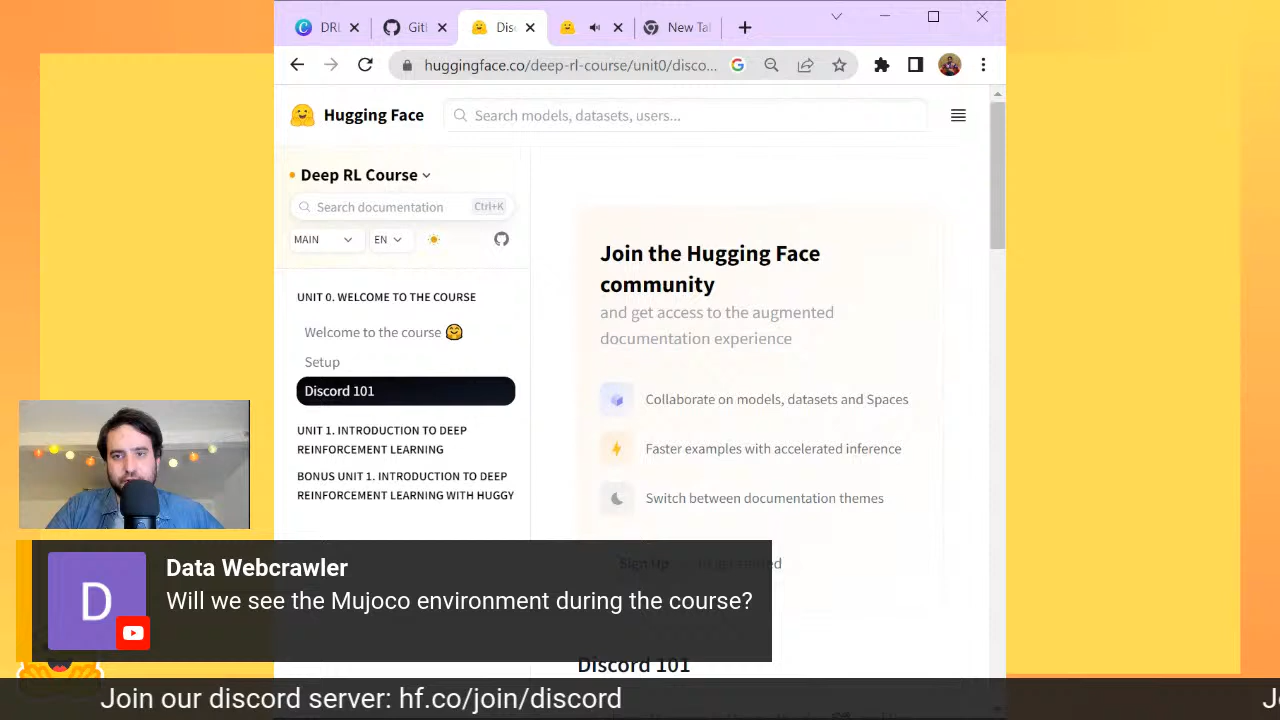 DRL
Gitl
Disc
New Tal
huggingface.co/deep-rl-course/unit0/disco...
Hugging Face
Search models, datasets, users...
Deep RL Course
Search documentation
Ctrl+K
MAIN
EN
UNIT 0. WELCOME TO THE COURSE
Welcome to the course 🤗
Setup
Discord 101
UNIT 1. INTRODUCTION TO DEEP
REINFORCEMENT LEARNING
BONUS UNIT 1. INTRODUCTION TO DEEP
REINFORCEMENT LEARNING WITH HUGGY
Join the Hugging Face
community
and get access to the augmented
documentation experience
Collaborate on models, datasets and Spaces
Faster examples with accelerated inference
Switch between documentation themes
Sign Up
Discord 101
D
Data Webcrawler
Will we see the Mujoco environment during the course?
Join our discord server: hf.co/join/discord